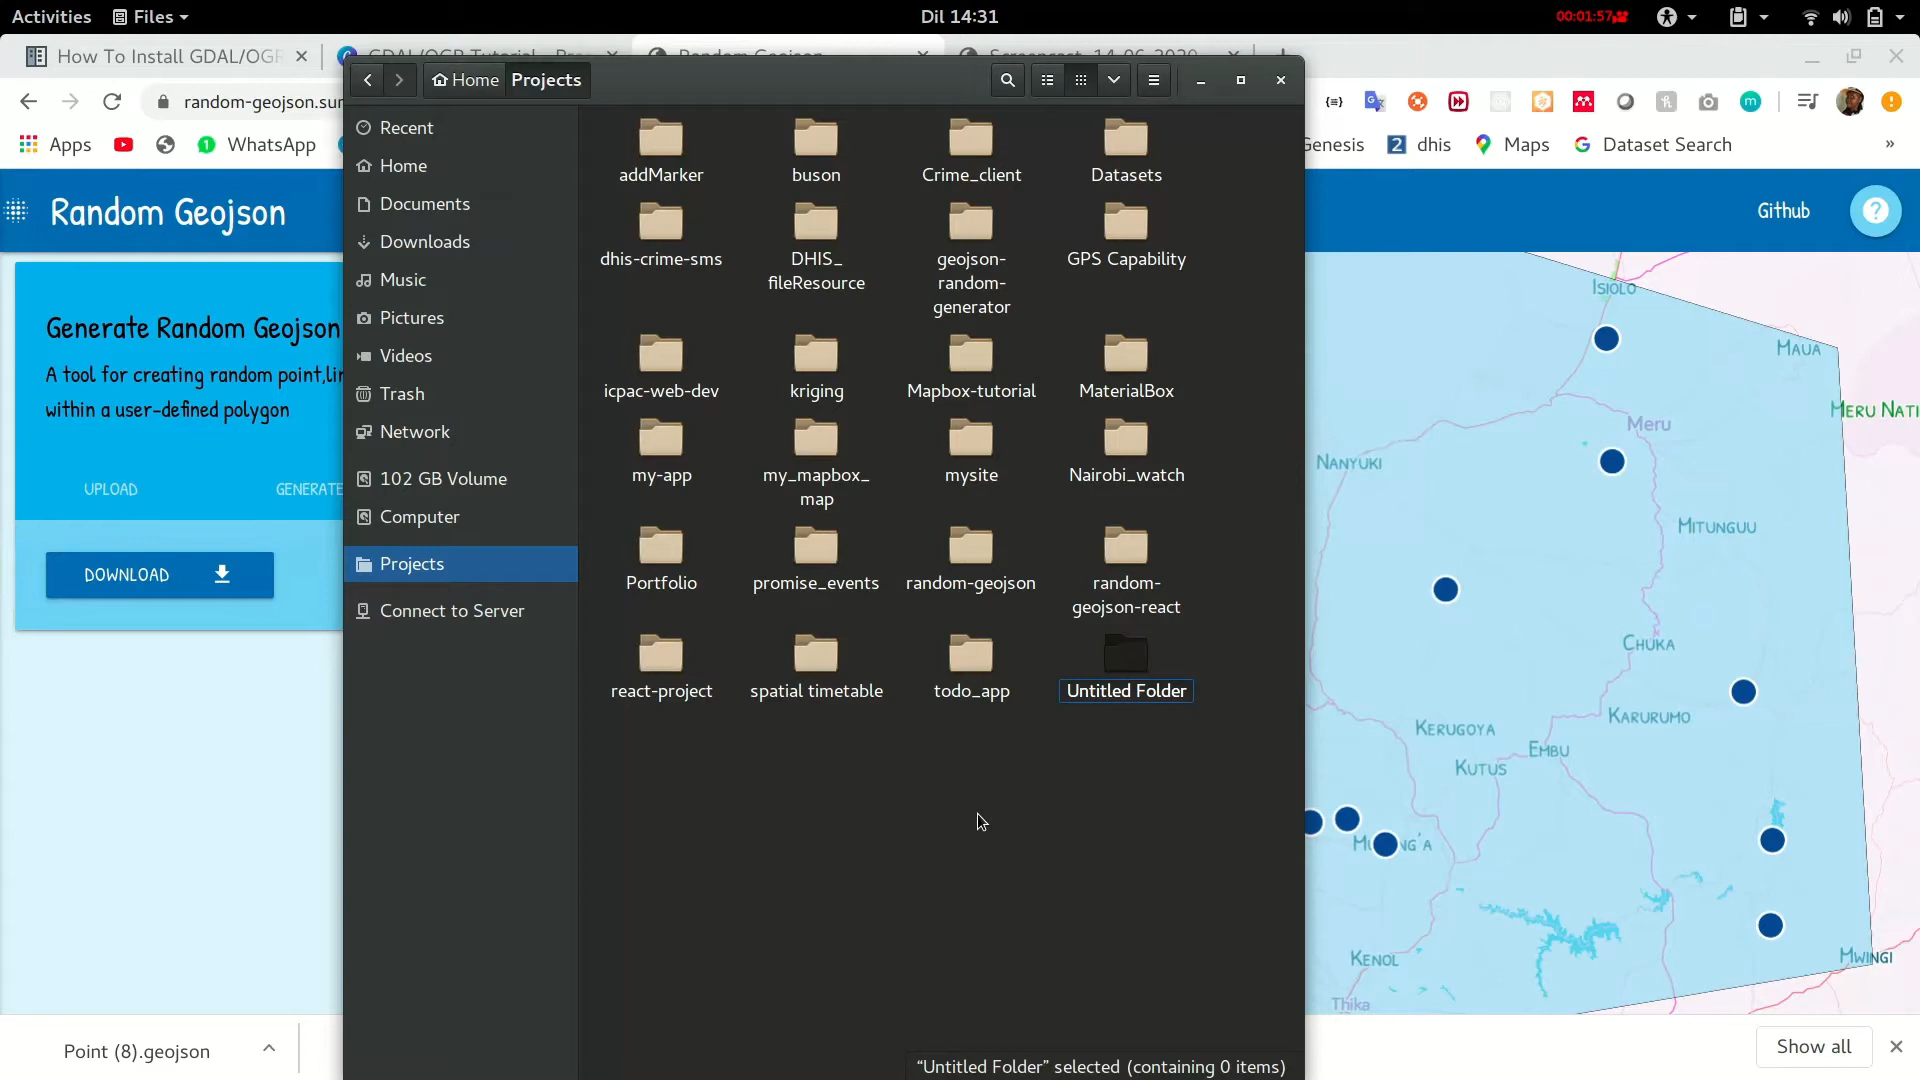 Activities
Files
Dil 14:31
00:01:57
How To Install GDAL/OGR
random-geojson.sur
Apps
WhatsApp
Genesis
2 dhis
Maps
Dataset Search
»
Random Geojson
Github
Generate Random Geojson
A tool for creating random point,lin
within a user-defined polygon
UPLOAD
GENERATE
DOWNLOAD
Home
Projects
Recent
Home
Documents
Downloads
Music
Pictures
Videos
Trash
Network
102 GB Volume
Computer
Projects
Connect to Server
addMarker
buson
Crime_client
Datasets
dhis-crime-sms
DHIS_
fileResource
geojson-
random-
generator
GPS Capability
icpac-web-dev
kriging
Mapbox-tutorial
MaterialBox
my-app
my_mapbox_
map
mysite
Nairobi_watch
Portfolio
promise_events
random-geojson
random-
geojson-react
react-project
spatial timetable
todo_app
Untitled Folder
"Untitled Folder" selected (containing 0 items)
Isiolo
Maua
Meru Nati
Meru
Nanyuki
Mitunguu
Chuka
Karurumo
Kerugoya
Embu
Kutus
Kenol
Mwingi
Thika
Point (8).geojson
Show all